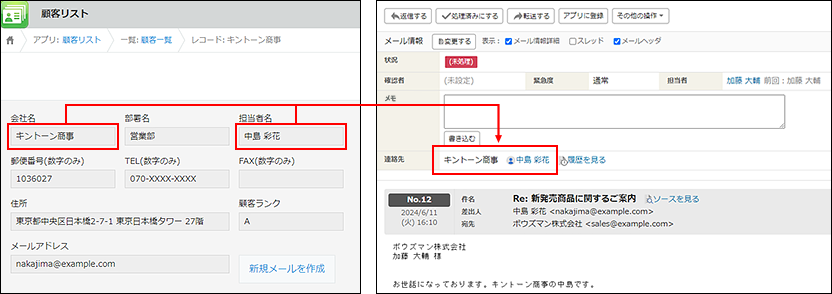 顧客リスト
アプリ: 顧客リスト 一覧: 顧客一覧 レコード: キントーン商事
会社名 部署名 担当者名
キントーン商事 営業部 中島 彩花
郵便番号(数字のみ) TEL(数字のみ) FAX(数字のみ)
1036027 070-XXXX-XXXX
住所 顧客ランク
東京都中央区日本橋2-7-1 東京日本橋タワー 27階 A
メールアドレス
nakajima@example.com 新規メールを作成
返信する 処理済みにする 転送する アプリに登録 その他の操作
メール情報 を変更する 表示: メール情報詳細 スレッド メールヘッダ
状況 (未処理)
確認者 (未設定) 緊急度 通常 担当者 加藤 大輔 前回：加藤 大輔
メモ
書き込む
連絡先 キントーン商事 中島 彩花 履歴を見る
No.12 件名 Re: 新発売商品に関するご案内 ソースを見る
2024/6/11 差出人 中島 彩花 <nakajima@example.com>
(火) 16:10 宛先 ボウズマン株式会社 <sales@example.com>
ボウズマン株式会社
加藤 大輔 様
お世話になっております。キントーン商事の中島です。